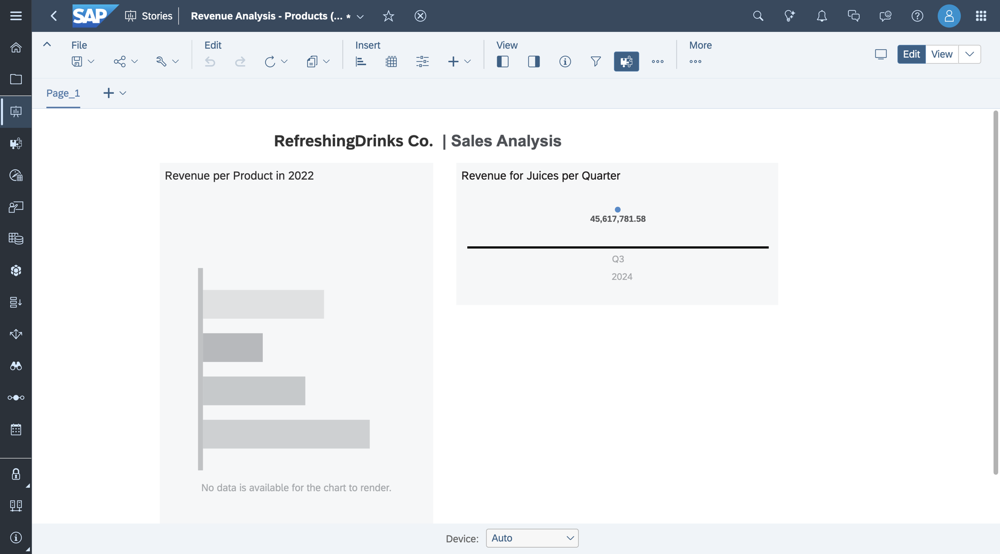 SAP Stories Revenue Analysis - Products (... *
File Edit Insert View More
Edit View
Page_1
RefreshingDrinks Co. | Sales Analysis
Revenue per Product in 2022
No data is available for the chart to render.
Revenue for Juices per Quarter
45,617,781.58
Q3
2024
Device: Auto